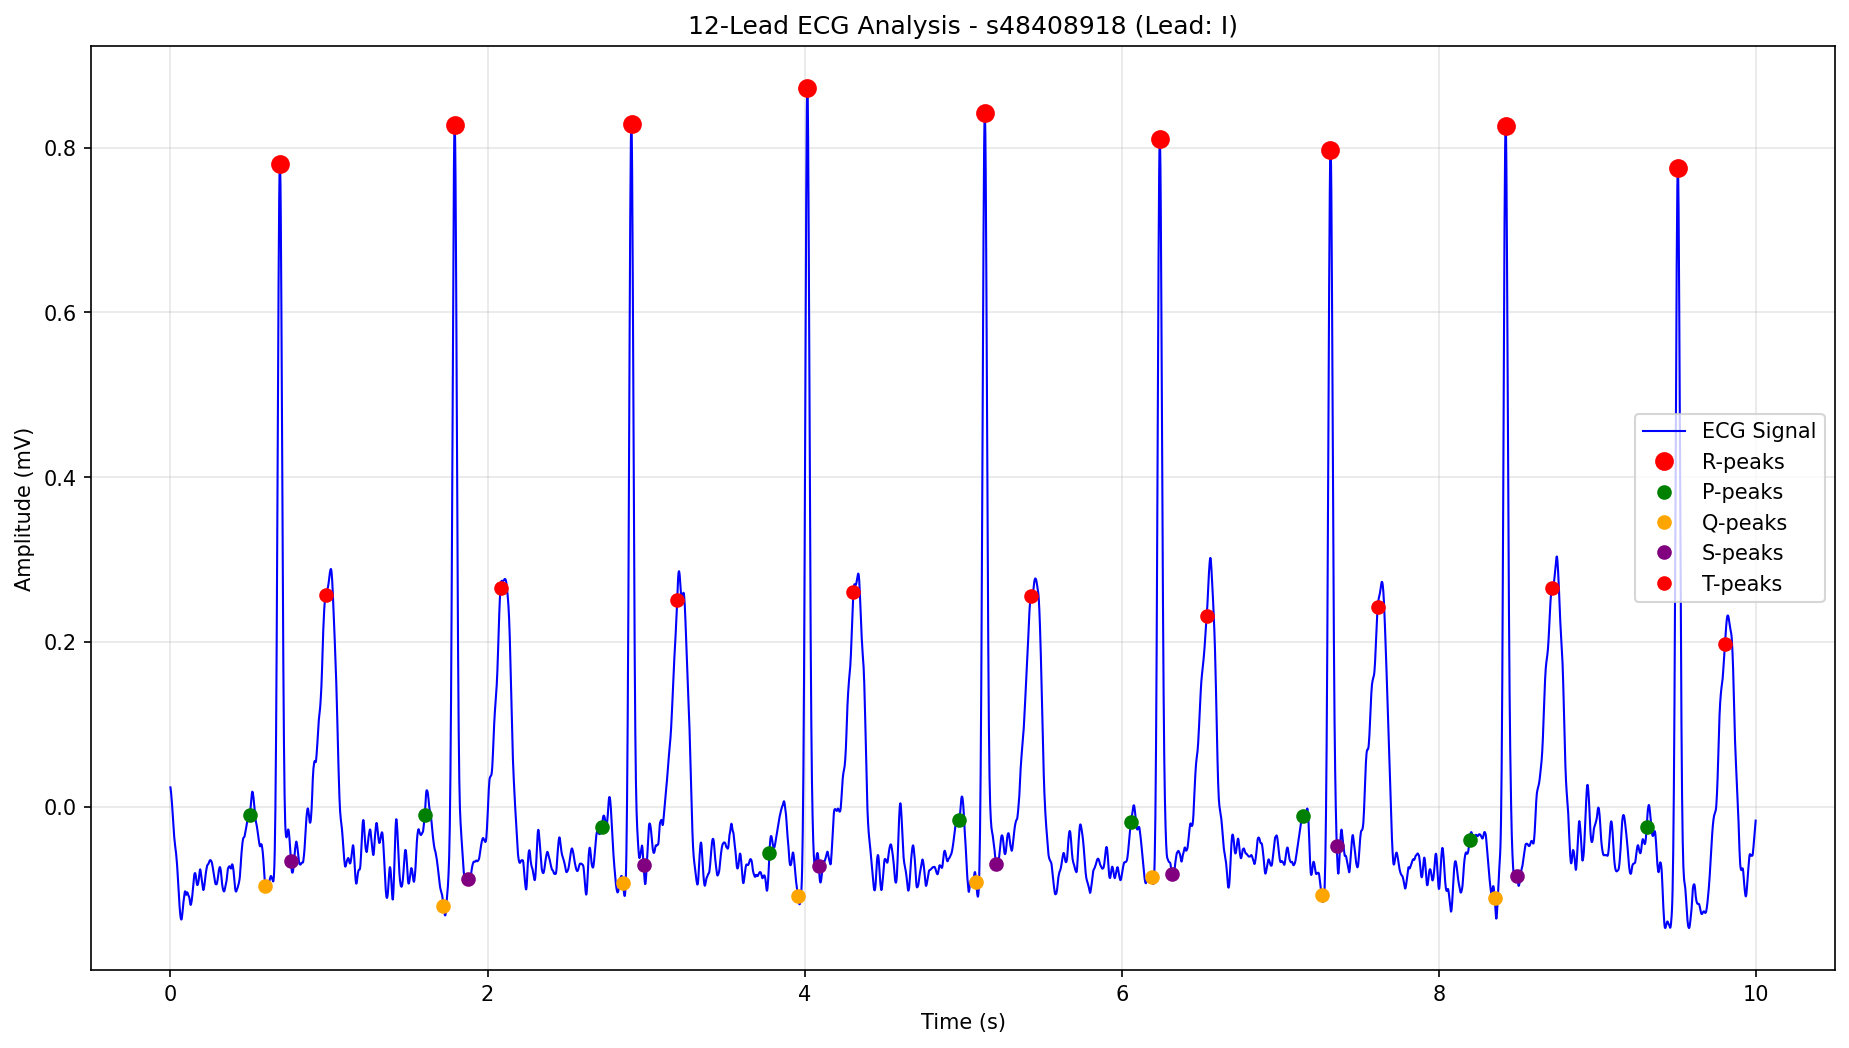 12-Lead ECG Analysis - s48408918 (Lead: I)
Amplitude (mV)
0.8
0.6
0.4
0.2
0.0
ECG Signal
R-peaks
P-peaks
Q-peaks
S-peaks
T-peaks
0 2 4 6 8 10
Time (s)